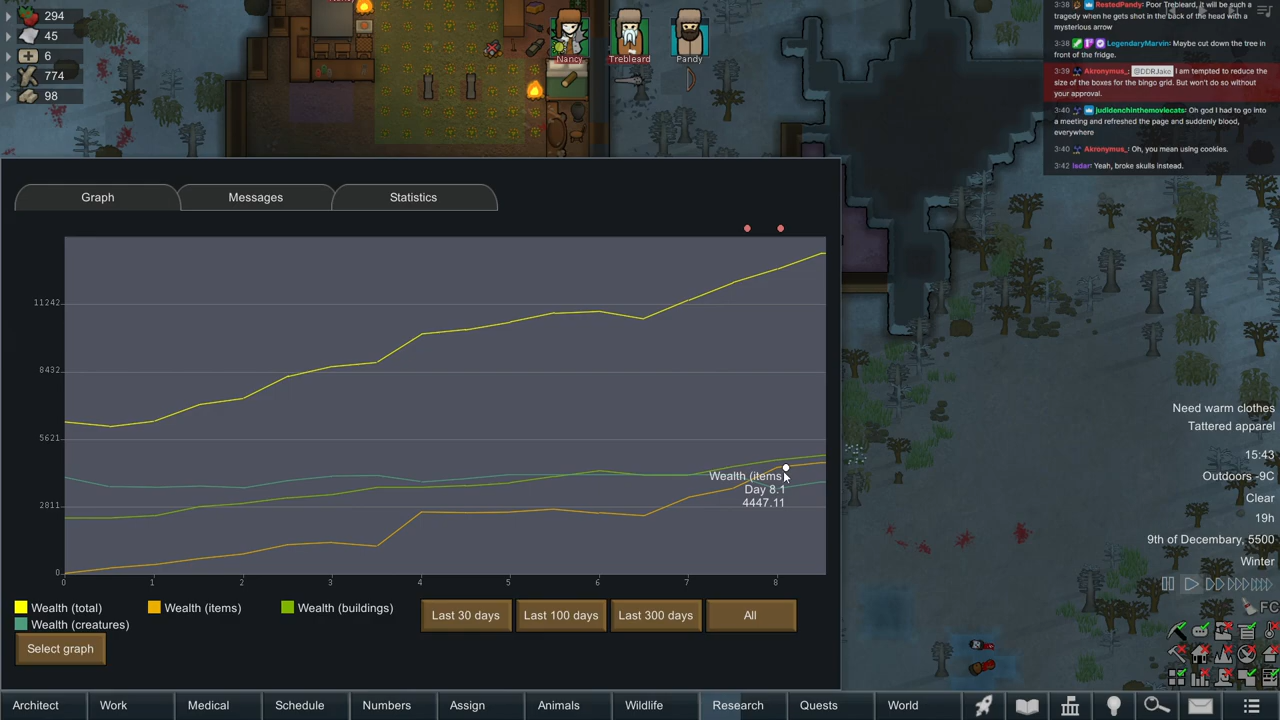 294
45
6
774
98
Nancy
Nancy
Trebleard
Pandy
3:38 RestedPandy: Poor Trebleard, it will be such a
tragedy when he gets shot in the back of the head with a
mysterious arrow
3:38 LegendaryMarvin: Maybe cut down the tree in
front of the fridge.
3:39 Akronymus_: @DDRJake I am tempted to reduce the
size of the boxes for the bingo grid. But won't do so without
your approval.
3:40 judidenchinthemoviecats: Oh god I had to go into
a meeting and refreshed the page and suddenly blood,
everywhere
3:40 Akronymus_: Oh, you mean using cookies.
3:42 isdar: Yeah, broke skulls instead.
Graph
Messages
Statistics
11242
8432
5621
2811
0
0 1 2 3 4 5 6 7 8
Wealth (items)
Day 8.1
4447.11
Wealth (total)
Wealth (items)
Wealth (buildings)
Wealth (creatures)
Last 30 days
Last 100 days
Last 300 days
All
Select graph
Need warm clothes
Tattered apparel
15:43
Outdoors -9C
Clear
19h
9th of Decembary, 5500
Winter
FC
Architect
Work
Medical
Schedule
Numbers
Assign
Animals
Wildlife
Research
Quests
World